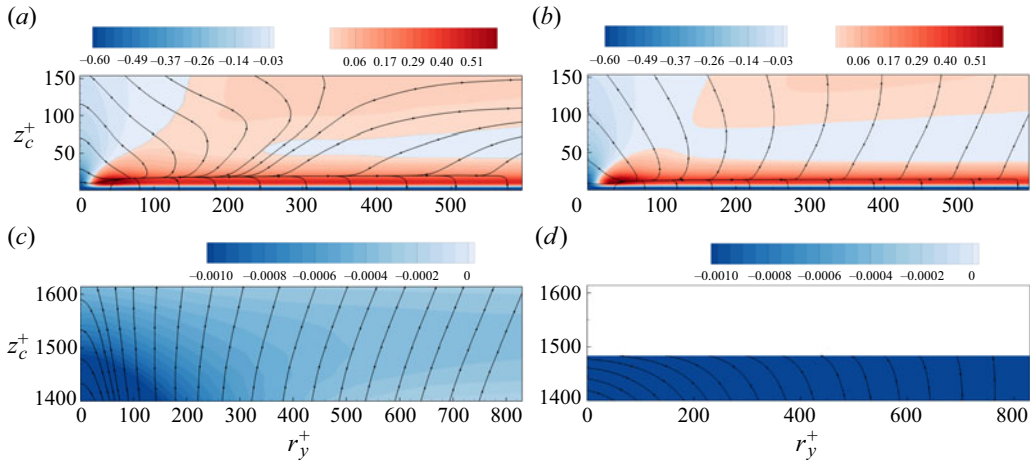 (a) (b)
−0.60 −0.49 −0.37 −0.26 −0.14 −0.03 0.06 0.17 0.29 0.40 0.51 −0.60 −0.49 −0.37 −0.26 −0.14 −0.03 0.06 0.17 0.29 0.40 0.51
150 150
100 100
z_c^+
50 50
0 100 200 300 400 500 0 100 200 300 400 500
(c) (d)
−0.0010 −0.0008 −0.0006 −0.0004 −0.0002 0 −0.0010 −0.0008 −0.0006 −0.0004 −0.0002 0
1600 1600
z_c^+ 1500 1500
1400 1400
0 100 200 300 400 500 600 700 800 0 200 400 600 800
r_y^+ r_y^+